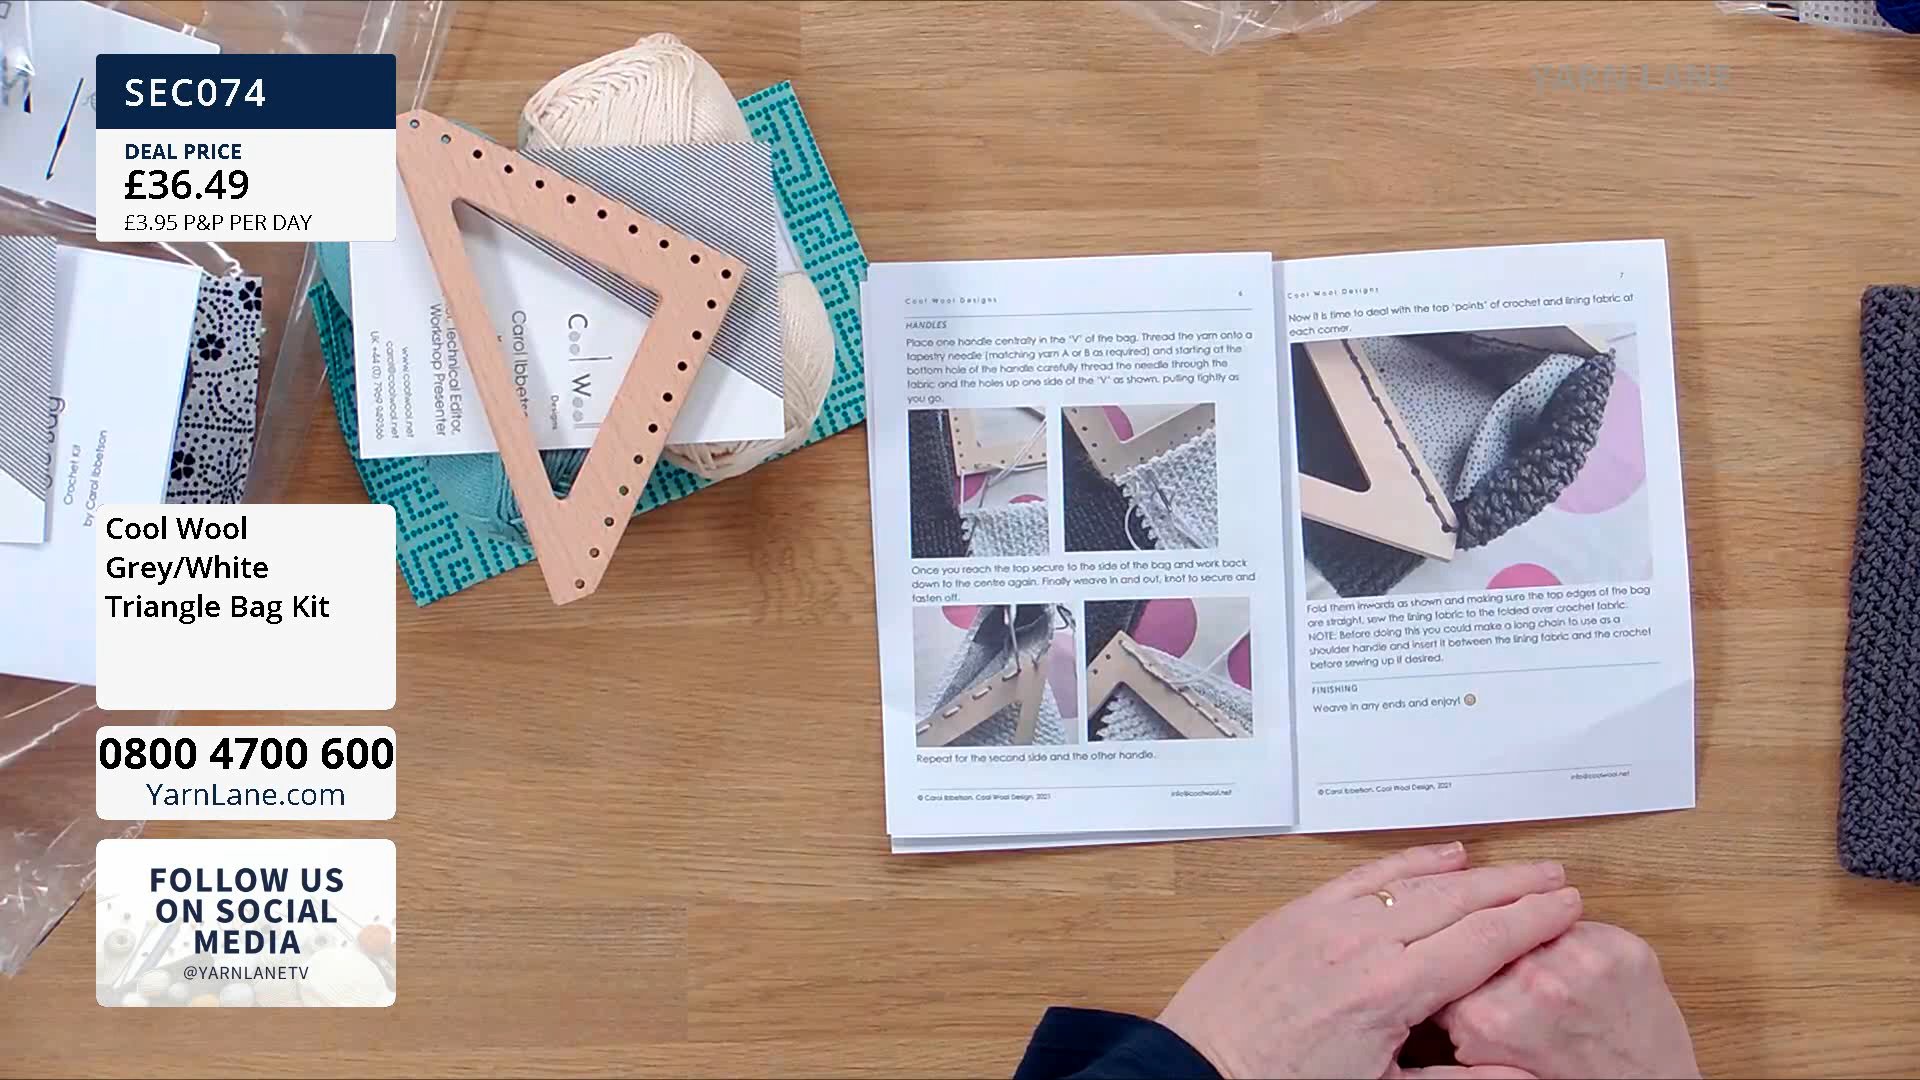 SEC074
DEAL PRICE
£36.49
£3.95 P&P PER DAY
Cool Wool
Grey/White
Triangle Bag Kit
0800 4700 600
YarnLane.com
FOLLOW US
ON SOCIAL
MEDIA
@YARNLANETV
YARN LANE
Crochet Kit
by Carol Ibbetson
Cool Wool
Designs
Carol Ibbets
Technical Editor,
Workshop Presenter
www.coolwool.net
carol@coolwool.net
Cool Wool Designs
6
HANDLES
Place one handle centrally in the "V" of the bag. Thread the yarn onto a
tapestry needle (matching yarn A or B as required) and starting at the
bottom hole of the handle carefully thread the needle through the
fabric and the holes up one side of the "V" as shown, pulling tightly as
you go.
Once you reach the top secure to the side of the bag and work back
down to the centre again. Finally weave in and out, knot to secure and
fasten off.
Repeat for the second side and the other handle.
© Carol Ibbetson, Cool Wool Design, 2021
info@coolwool.net
Cool Wool Designs
7
Now it is time to deal with the top 'points' of crochet and lining fabric at
each corner.
Fold them inwards as shown and making sure the top edges of the bag
are straight, sew the lining fabric to the folded over crochet fabric.
NOTE: Before doing this you could make a long chain to use as a
shoulder handle and insert it between the lining fabric and the crochet
before sewing up if desired.
FINISHING
Weave in any ends and enjoy!
© Carol Ibbetson, Cool Wool Design, 2021
info@coolwool.net